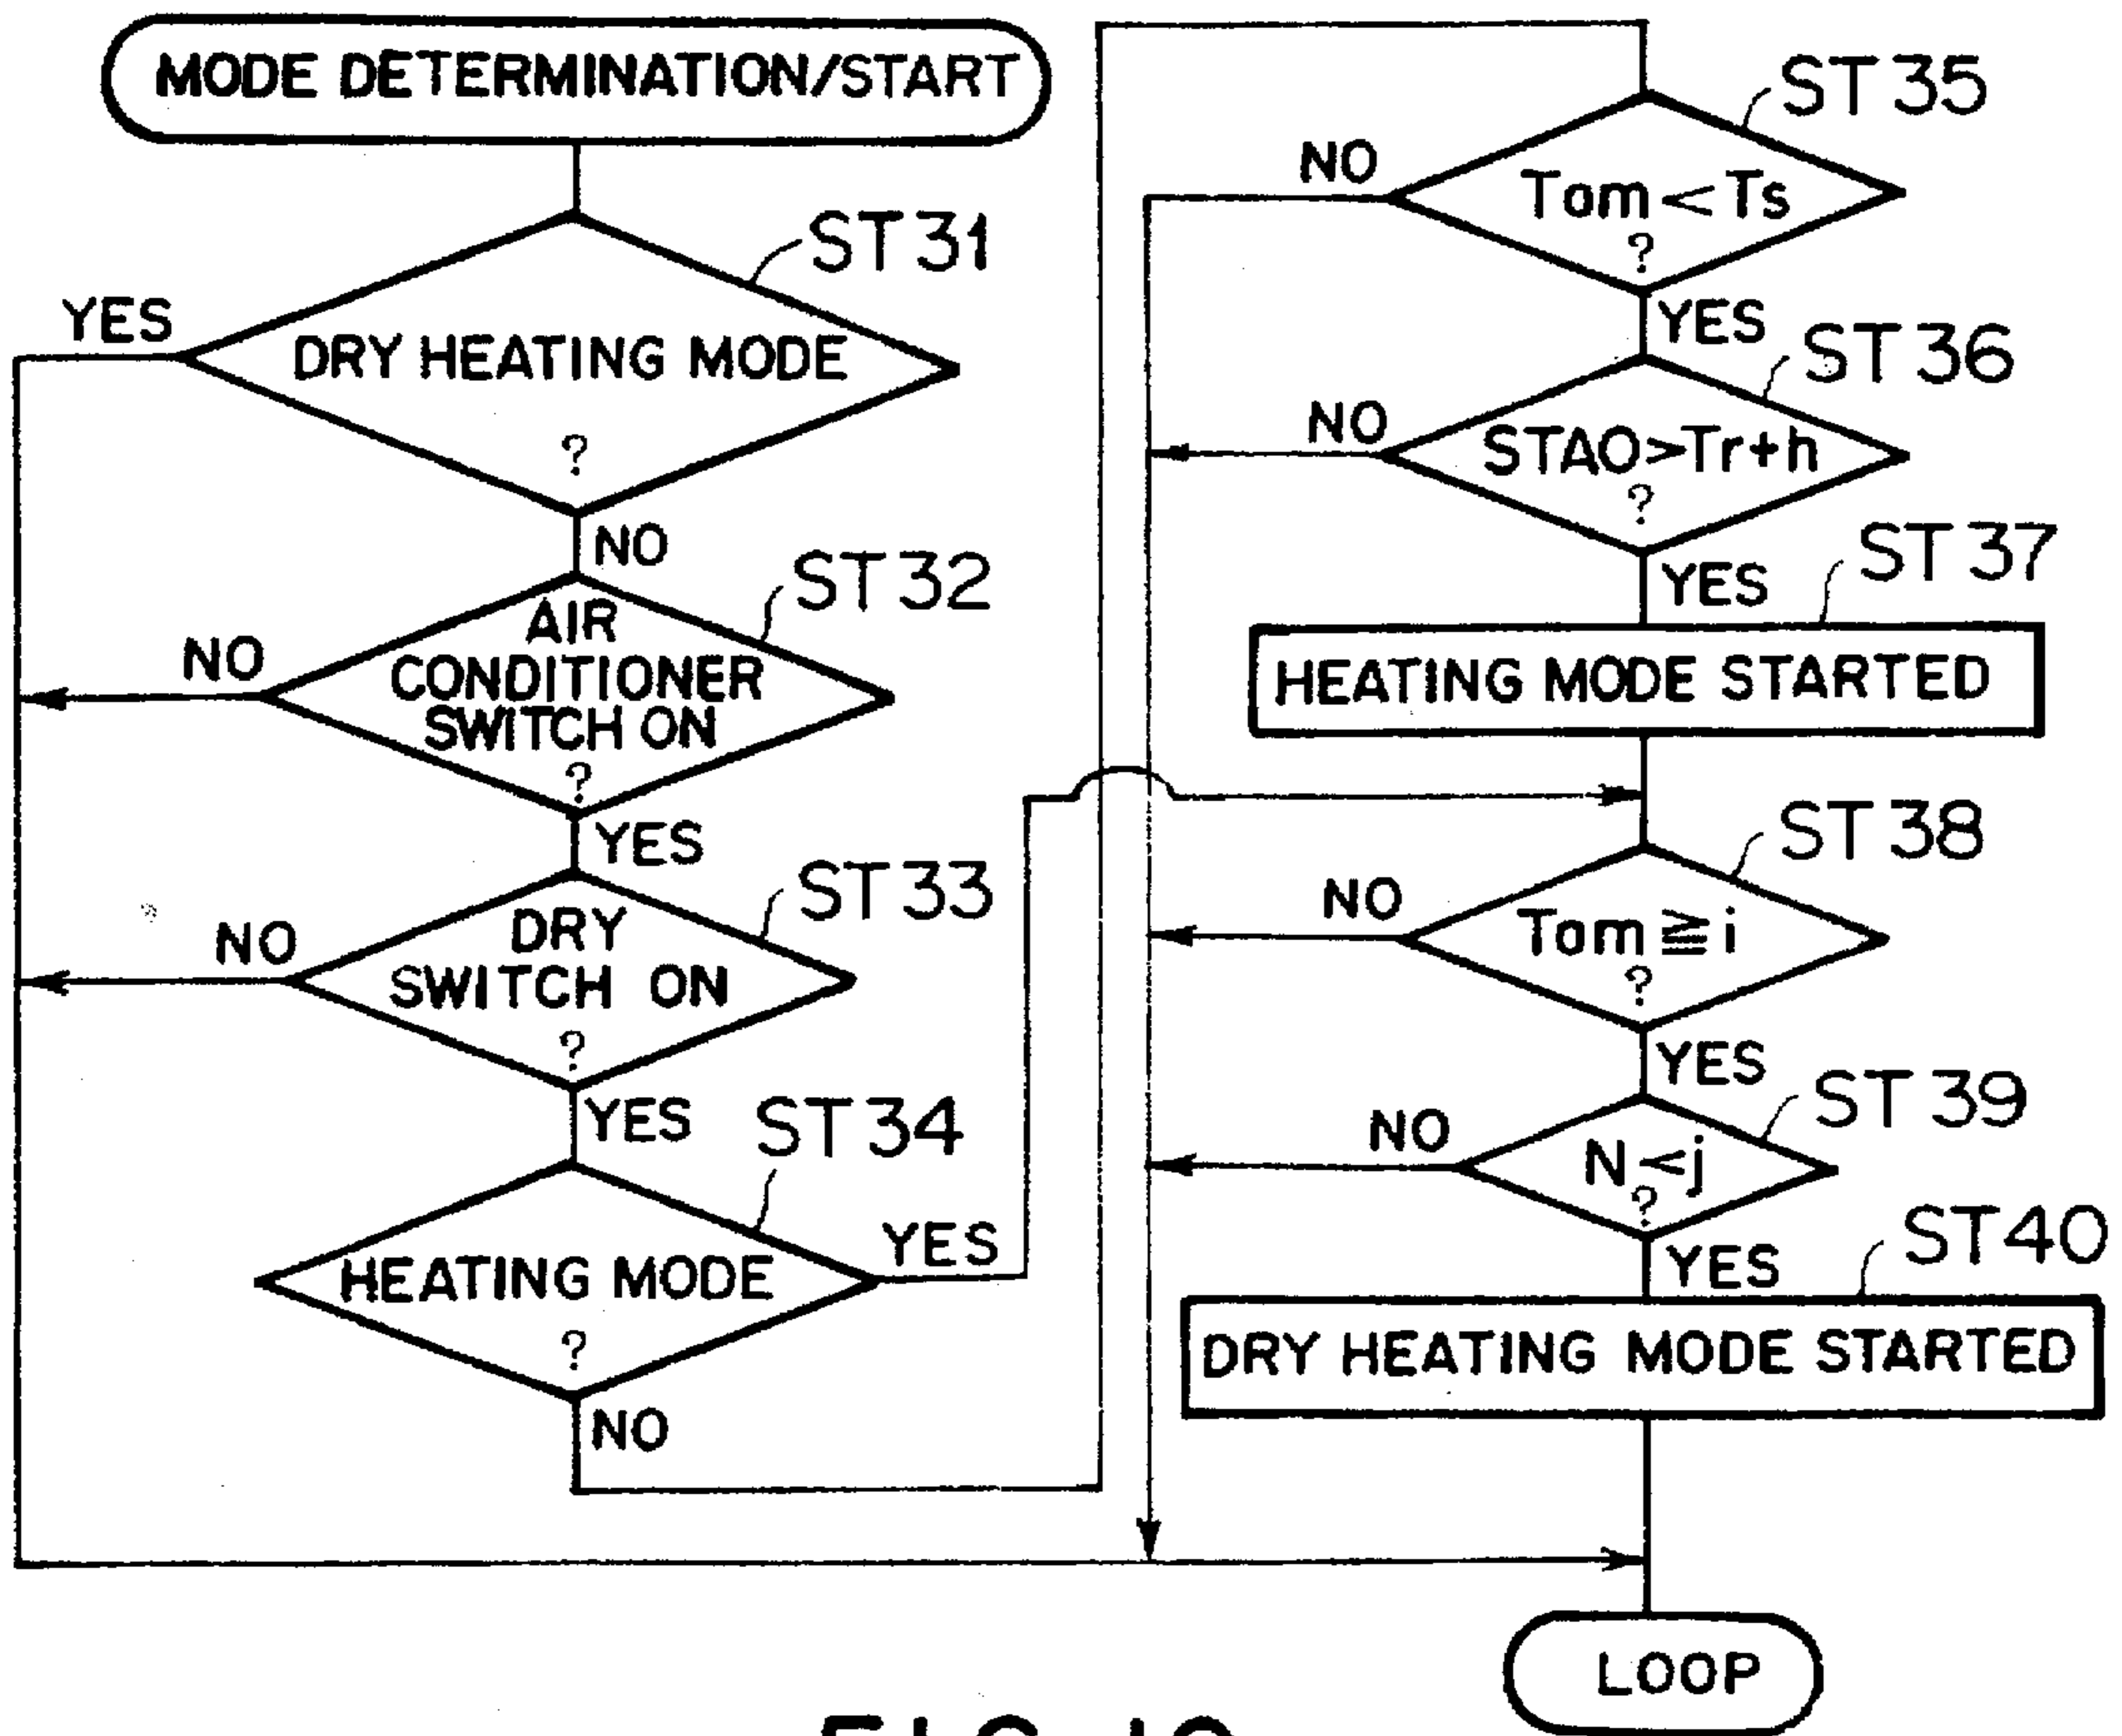 MODE DETERMINATION/START
ST31
YES
DRY HEATING MODE
?
NO
ST32
AIR
CONDITIONER
SWITCH ON
?
NO
YES
ST33
DRY
SWITCH ON
?
NO
YES
ST34
HEATING MODE
?
YES
NO
ST35
NO
Tam<Ts
?
YES
ST36
NO
STAO>Tr+h
?
YES
ST37
HEATING MODE STARTED
ST38
NO
Tam≧i
?
YES
ST39
NO
N<j
?
YES
ST40
DRY HEATING MODE STARTED
LOOP